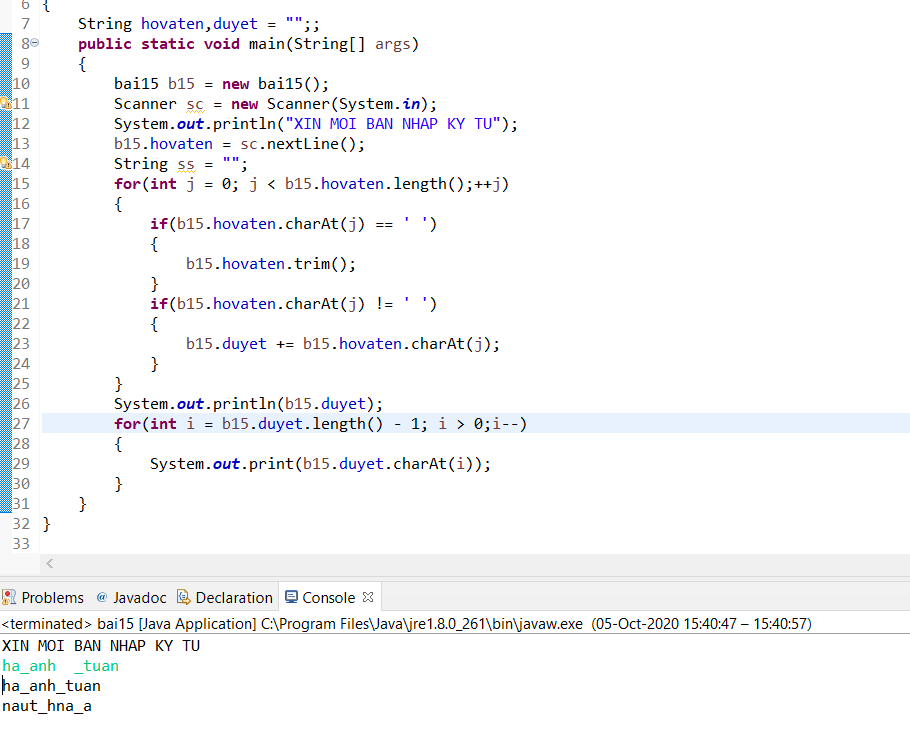 6 {
7 String hovaten,duyet = "";;
8 public static void main(String[] args)
9 {
10 bai15 b15 = new bai15();
11 Scanner sc = new Scanner(System.in);
12 System.out.println("XIN MOI BAN NHAP KY TU");
13 b15.hovaten = sc.nextLine();
14 String ss = "";
15 for(int j = 0; j < b15.hovaten.length();++j)
16 {
17 if(b15.hovaten.charAt(j) == ' ')
18 {
19 b15.hovaten.trim();
20 }
21 if(b15.hovaten.charAt(j) != ' ')
22 {
23 b15.duyet += b15.hovaten.charAt(j);
24 }
25 }
26 System.out.println(b15.duyet);
27 for(int i = b15.duyet.length() - 1; i > 0;i--)
28 {
29 System.out.print(b15.duyet.charAt(i));
30 }
31 }
32 }
33
Problems @ Javadoc Declaration Console
<terminated> bai15 [Java Application] C:\Program Files\Java\jre1.8.0_261\bin\javaw.exe (05-Oct-2020 15:40:47 – 15:40:57)
XIN MOI BAN NHAP KY TU
ha_anh  _tuan
ha_anh_tuan
naut_hna_a